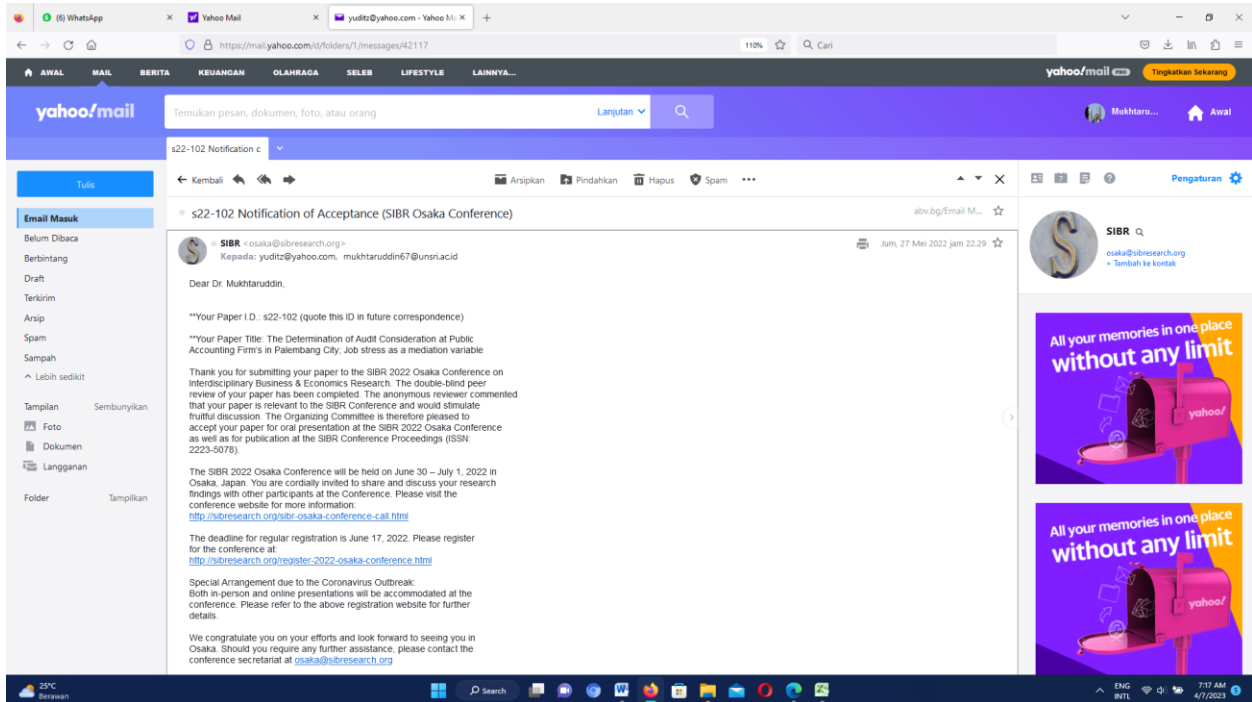 (6) WhatsApp
Yahoo Mail
yuditz@yahoo.com - Yahoo Ma
https://mail.yahoo.com/d/folders/1/messages/42117
110%
Cari
AWAL MAIL BERITA KEUANGAN OLAHRAGA SELEB LIFESTYLE LAINNYA...
yahoo!mail PRO
Tingkatkan Sekarang
yahoo!mail
Temukan pesan, dokumen, foto, atau orang
Lanjutan
Mukhtaru...
Awal
s22-102 Notification c
Tulis
Kembali
Arsipkan Pindahkan Hapus Spam
Pengaturan
Email Masuk
Belum Dibaca
Berbintang
Draft
Terkirim
Arsip
Spam
Sampah
Lebih sedikit
Tampilan Sembunyikan
Foto
Dokumen
Langganan
Folder Tampilkan
s22-102 Notification of Acceptance (SIBR Osaka Conference)
abv.bg/Email M...
SIBR <osaka@sibresearch.org>
Jum, 27 Mei 2022 jam 22.29
Kepada: yuditz@yahoo.com, mukhtaruddin67@unsri.ac.id
Dear Dr. Mukhtaruddin,
**Your Paper I.D.: s22-102 (quote this ID in future correspondence)
**Your Paper Title: The Determination of Audit Consideration at Public
Accounting Firm's in Palembang City; Job stress as a mediation variable
Thank you for submitting your paper to the SIBR 2022 Osaka Conference on
Interdisciplinary Business & Economics Research. The double-blind peer
review of your paper has been completed. The anonymous reviewer commented
that your paper is relevant to the SIBR Conference and would stimulate
fruitful discussion. The Organizing Committee is therefore pleased to
accept your paper for oral presentation at the SIBR 2022 Osaka Conference
as well as for publication at the SIBR Conference Proceedings (ISSN:
2223-5078).
The SIBR 2022 Osaka Conference will be held on June 30 – July 1, 2022 in
Osaka, Japan. You are cordially invited to share and discuss your research
findings with other participants at the Conference. Please visit the
conference website for more information:
http://sibresearch.org/sibr-osaka-conference-call.html
The deadline for regular registration is June 17, 2022. Please register
for the conference at:
http://sibresearch.org/register-2022-osaka-conference.html
Special Arrangement due to the Coronavirus Outbreak:
Both in-person and online presentations will be accommodated at the
conference. Please refer to the above registration website for further
details.
We congratulate you on your efforts and look forward to seeing you in
Osaka. Should you require any further assistance, please contact the
conference secretariat at osaka@sibresearch.org
SIBR
osaka@sibresearch.org
+ Tambah ke kontak
All your memories in one place
without any limit
yahoo!
All your memories in one place
without any limit
yahoo!
25°C
Berawan
Search
ENG
INTL
7:17 AM
4/7/2023